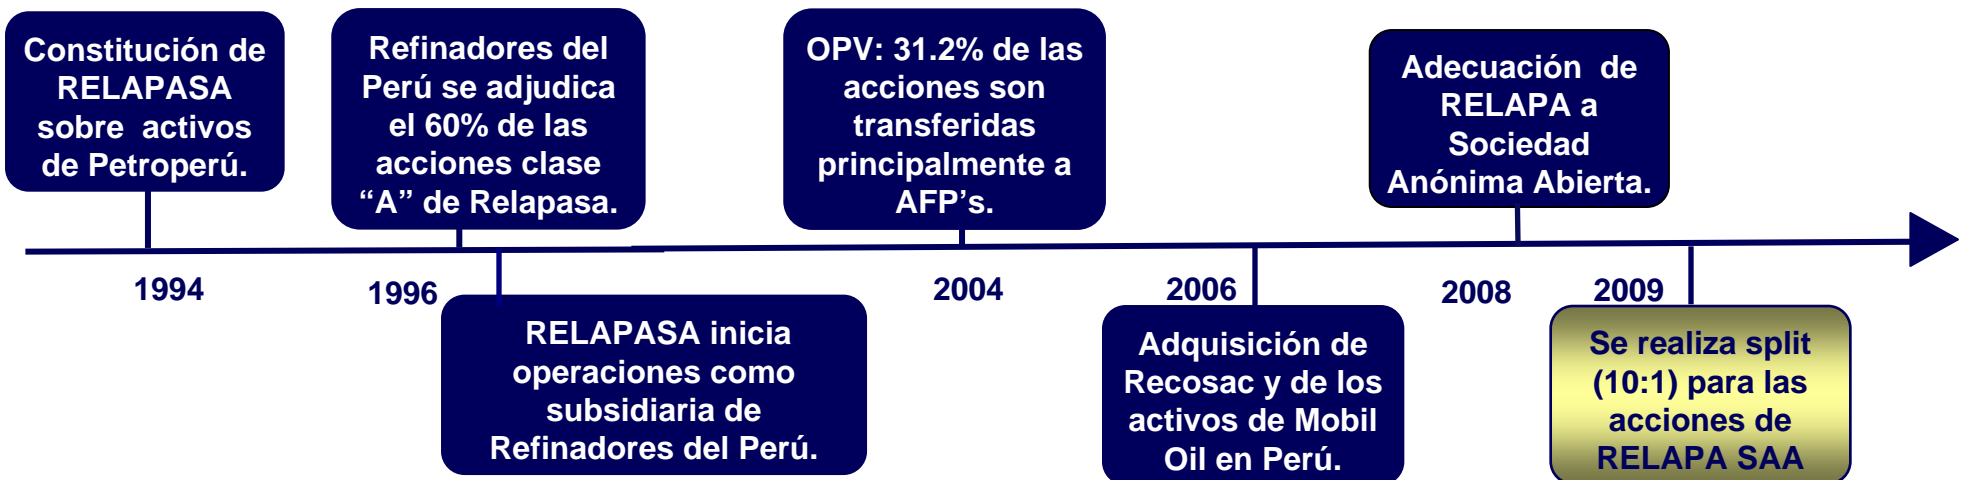 Constitución de
RELAPASA
sobre activos
de Petroperú.
Refinadores del
Perú se adjudica
el 60% de las
acciones clase
“A” de Relapasa.
OPV: 31.2% de las
acciones son
transferidas
principalmente a
AFP’s.
Adecuación de
RELAPA a
Sociedad
Anónima Abierta.
1994
1996
2004
2006
2008
2009
RELAPASA inicia
operaciones como
subsidiaria de
Refinadores del Perú.
Adquisición de
Recosac y de los
activos de Mobil
Oil en Perú.
Se realiza split
(10:1) para las
acciones de
RELAPA SAA